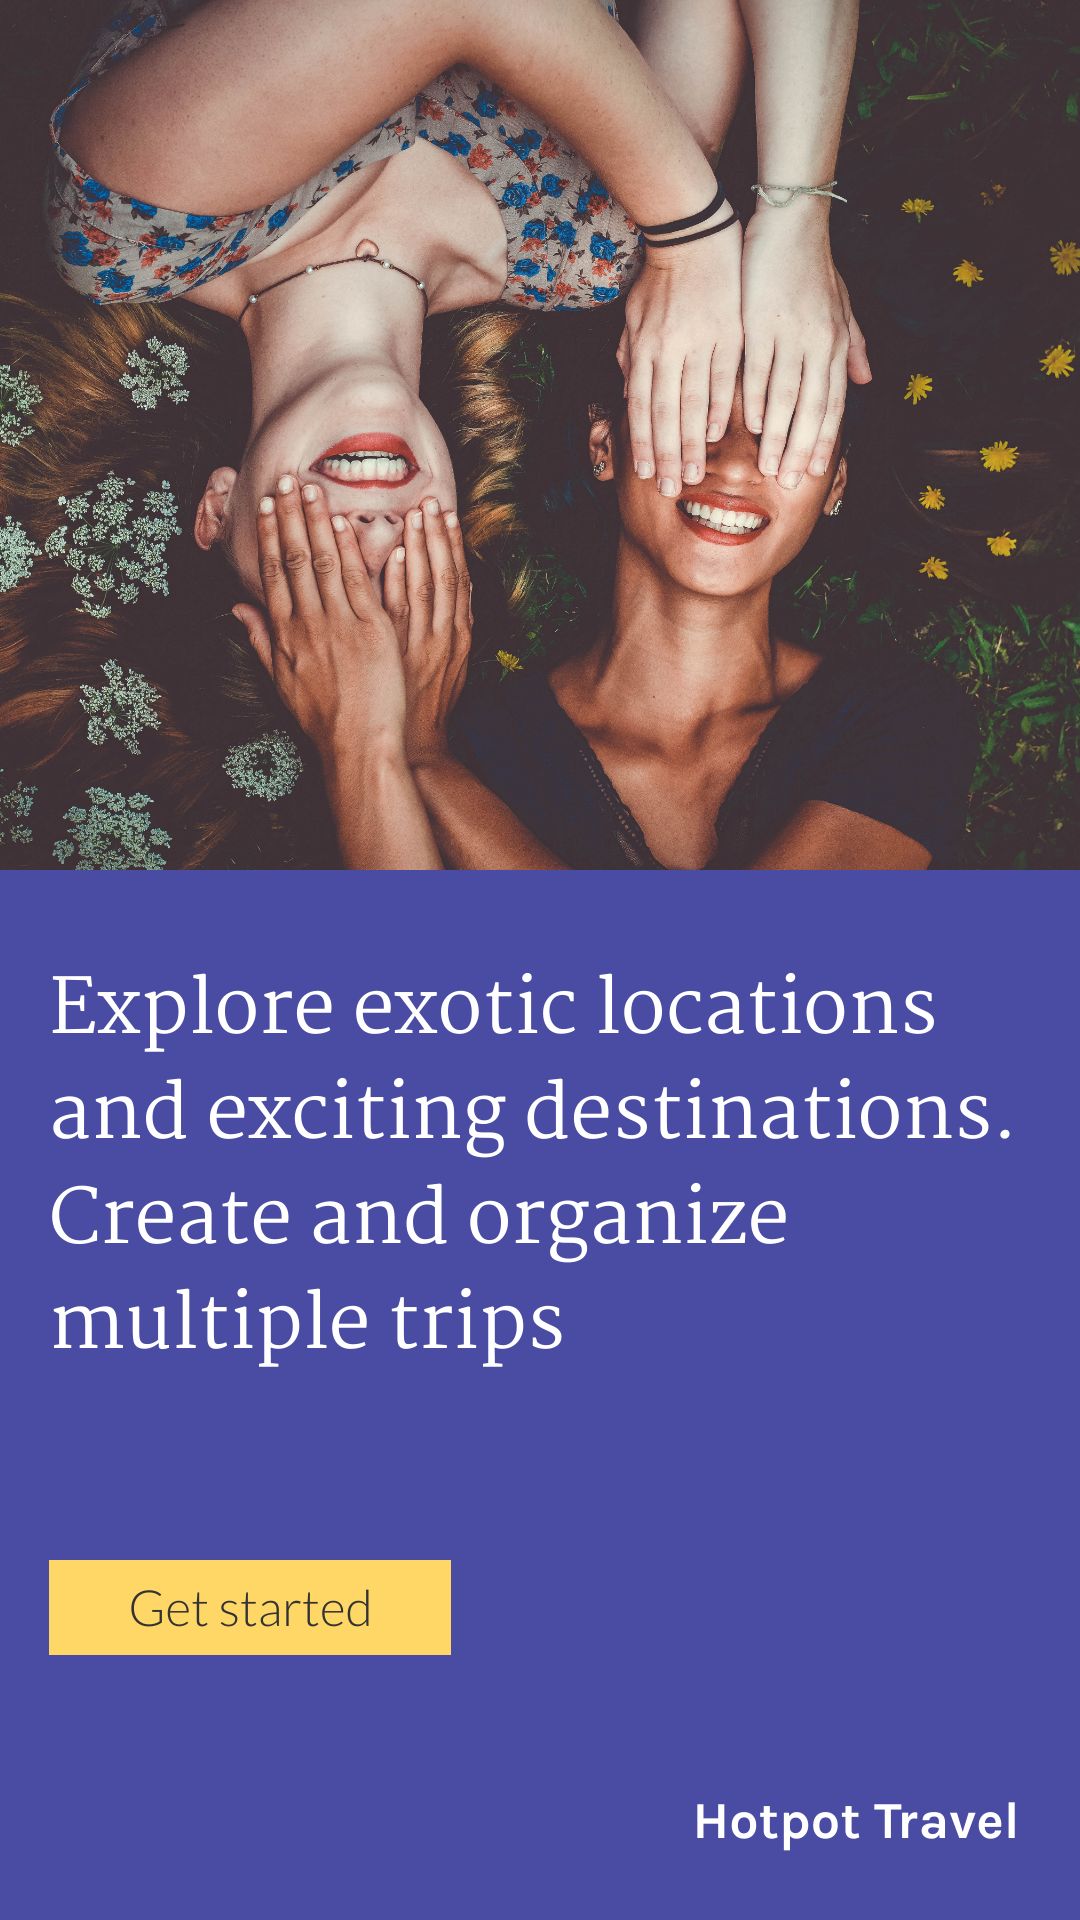 Explore exotic locations
and exciting destinations.
Create and organize
multiple trips
Get started
Hotpot Travel